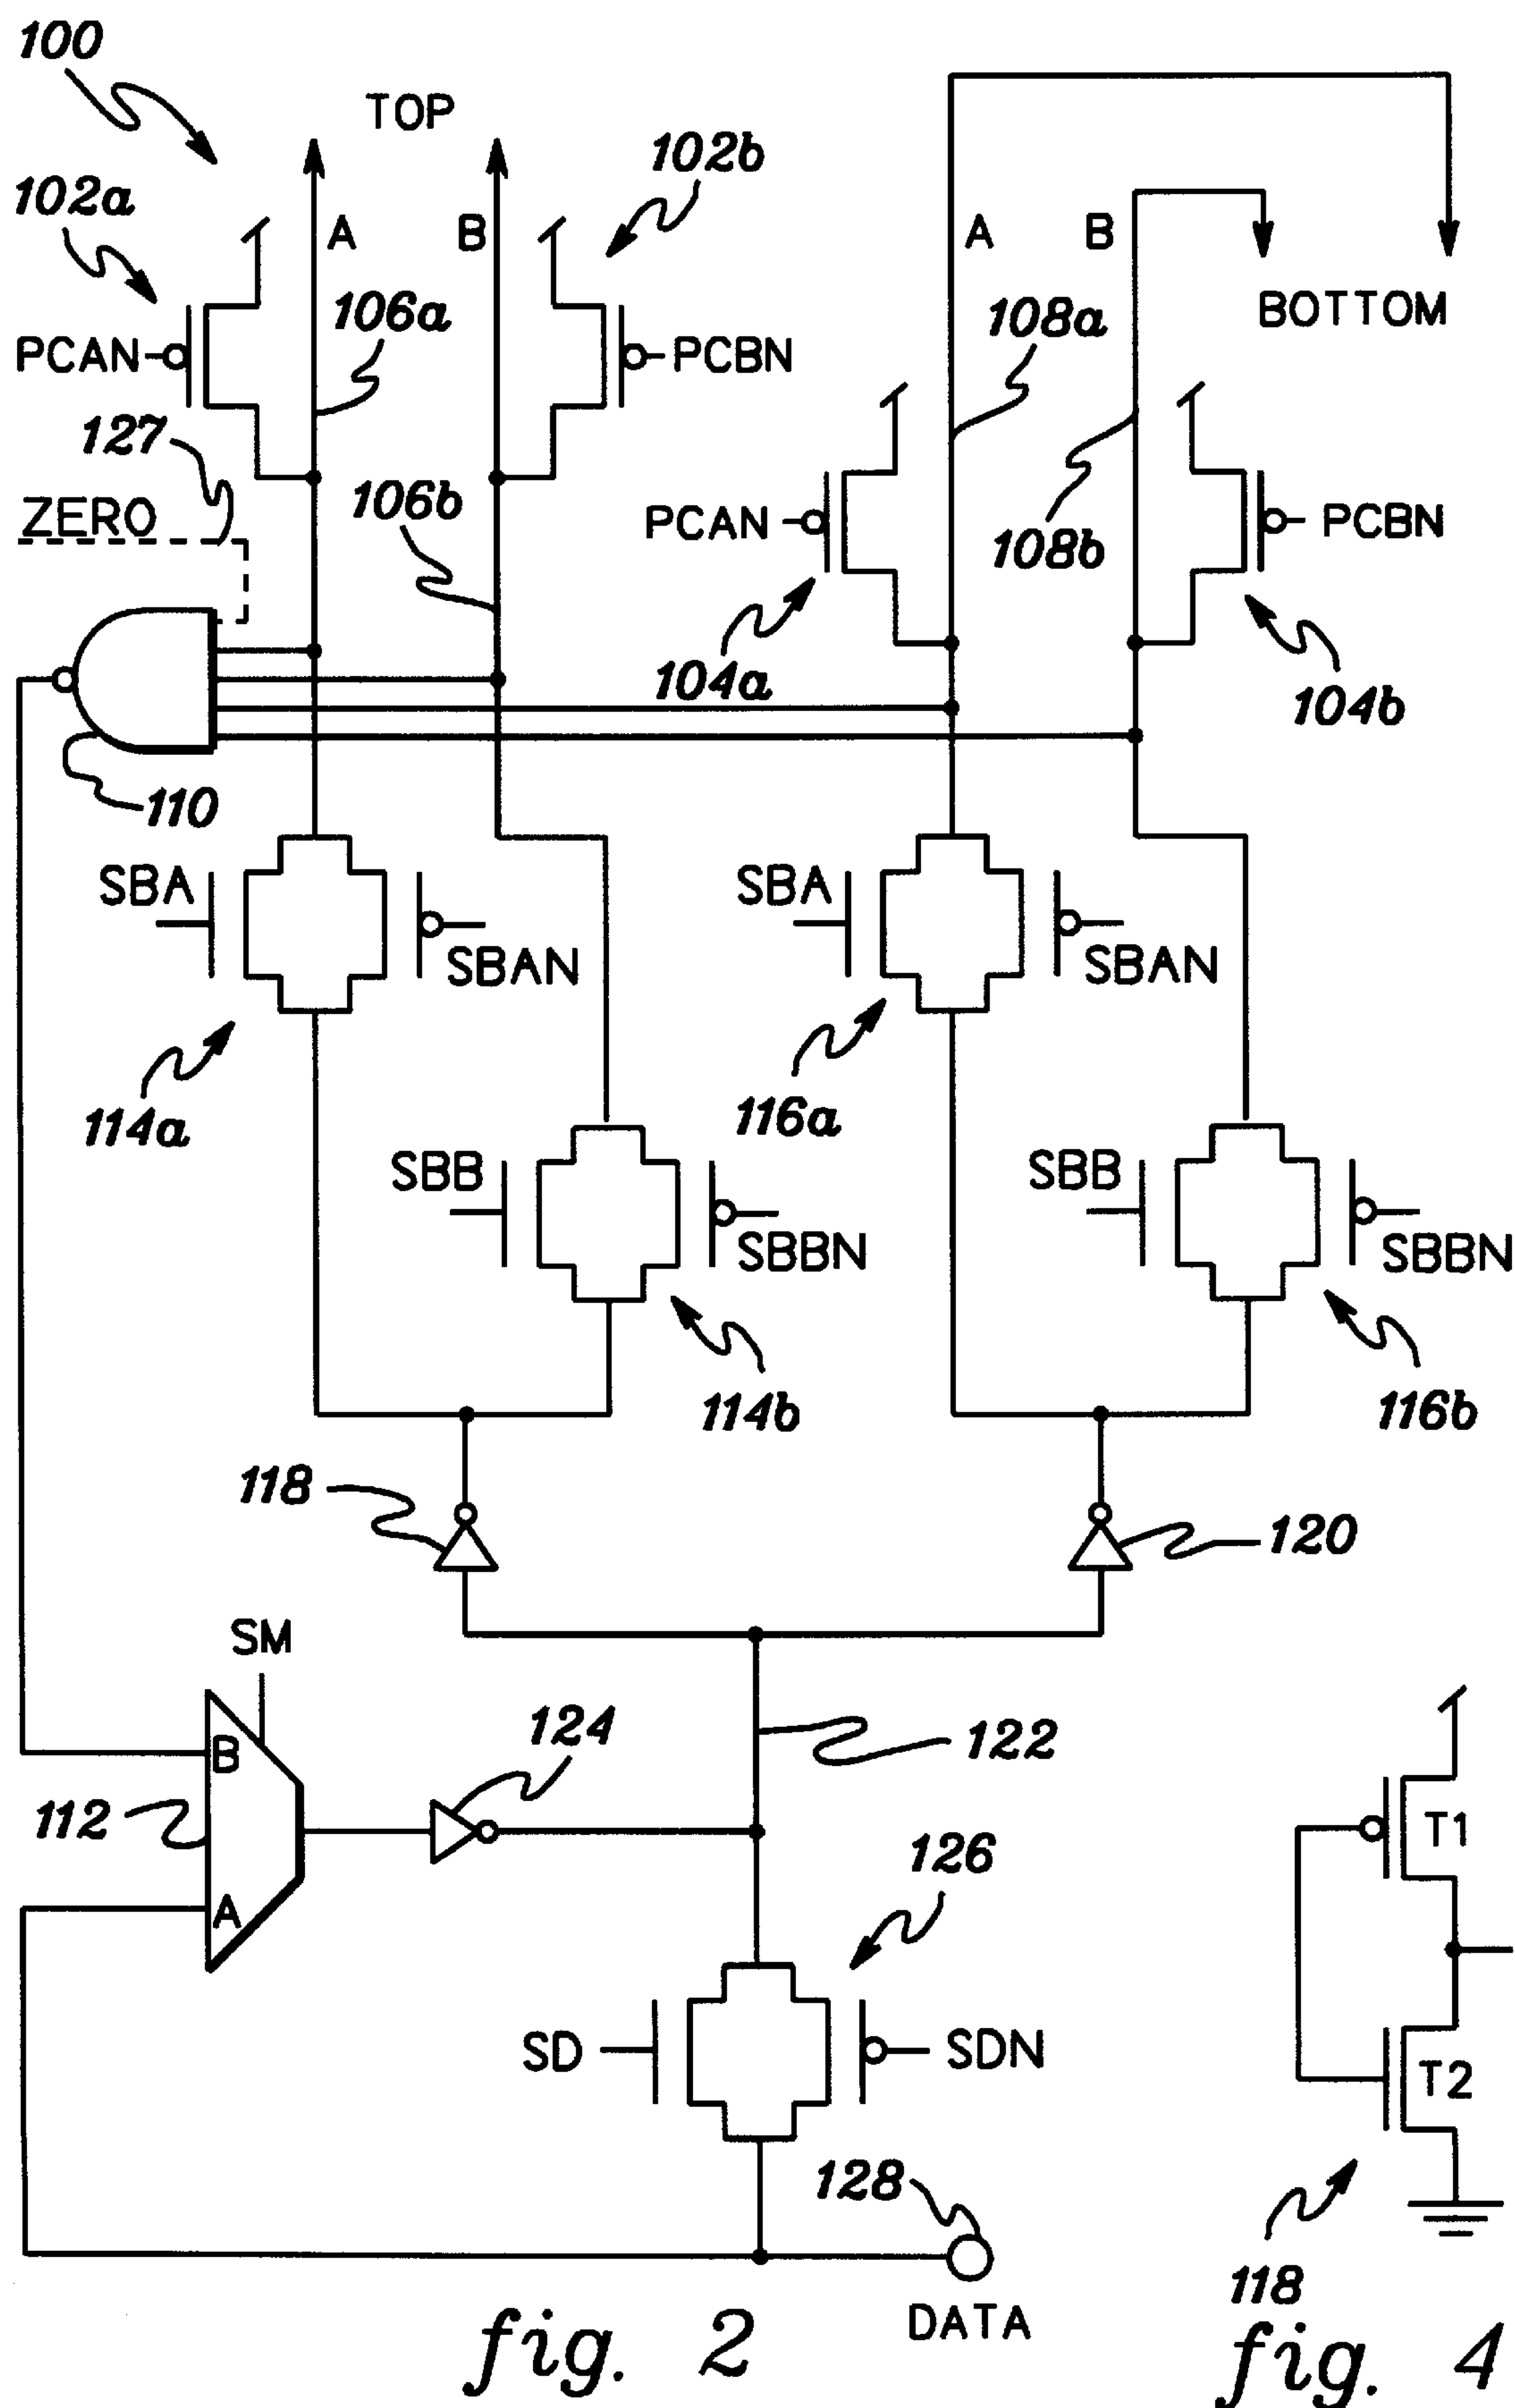 100
TOP
102b
102a
A
B
A
B
106a
108a
BOTTOM
PCAN
PCBN
127
106b
ZERO
PCAN
108b
PCBN
104a
104b
110
SBA
SBAN
SBA
SBAN
114a
116a
SBB
SBBN
SBB
SBBN
114b
116b
118
120
SM
124
122
B
112
A
126
T1
SD
SDN
T2
128
118
DATA
fig. 2
fig. 4